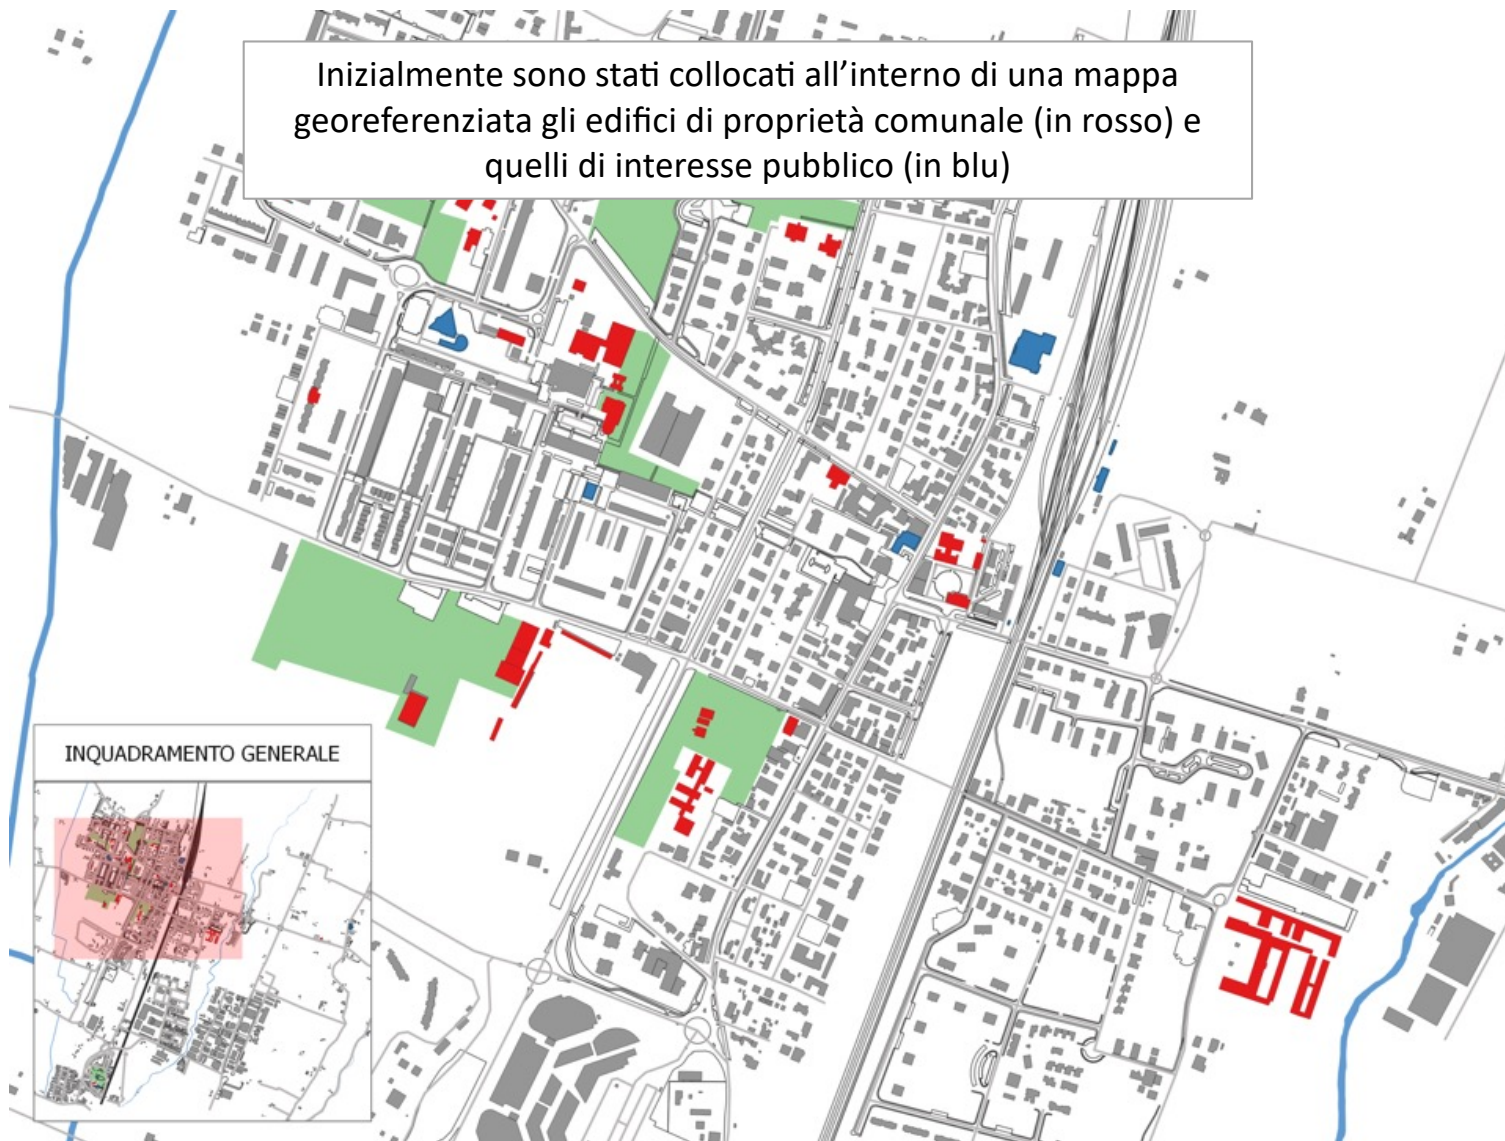 Inizialmente sono stati collocati all’interno di una mappa
georeferenziata gli edifici di proprietà comunale (in rosso) e
quelli di interesse pubblico (in blu)
INQUADRAMENTO GENERALE